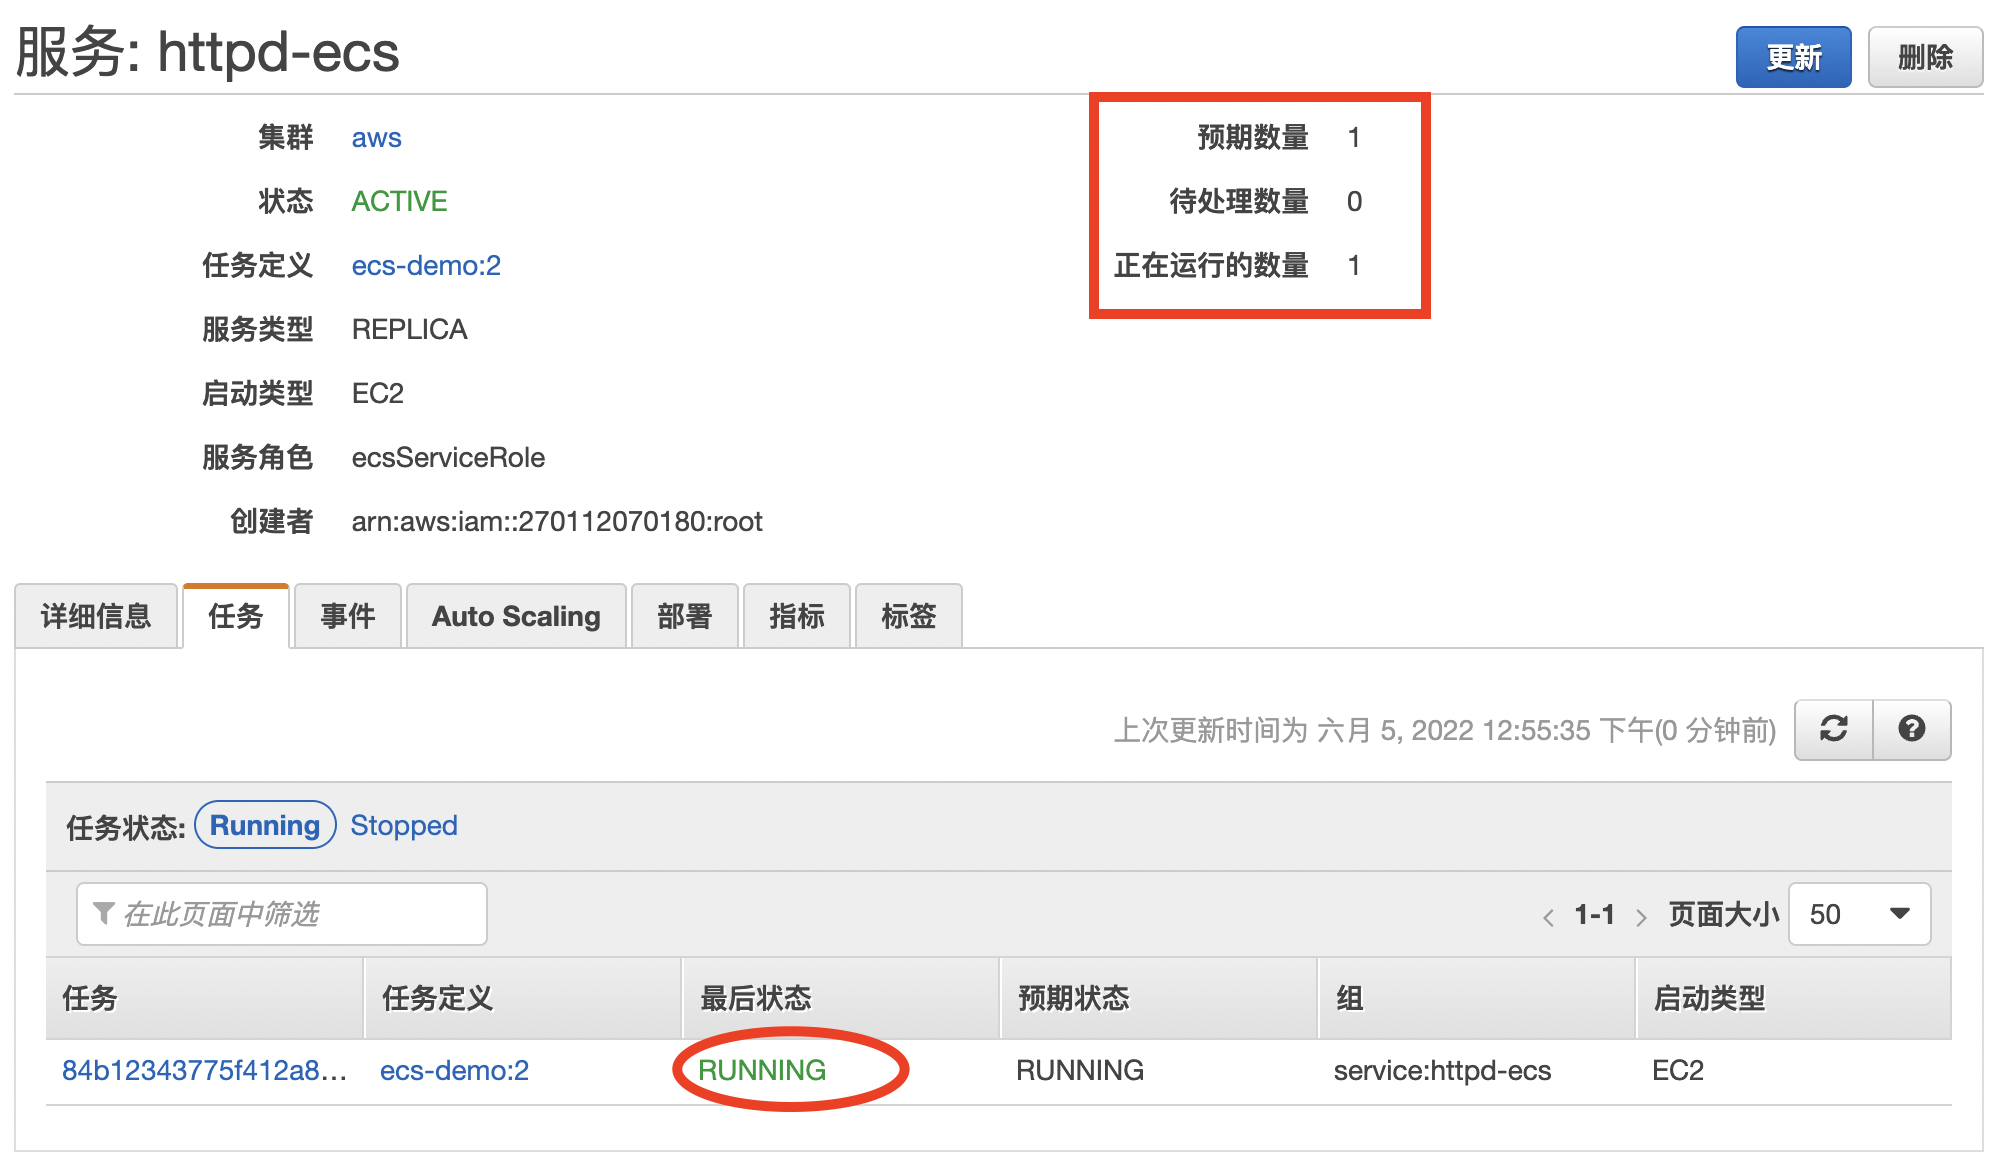 服务: httpd-ecs
更新 删除
集群 aws
预期数量 1
状态 ACTIVE
待处理数量 0
任务定义 ecs-demo:2
正在运行的数量 1
服务类型 REPLICA
启动类型 EC2
服务角色 ecsServiceRole
创建者 arn:aws:iam::270112070180:root
详细信息 任务 事件 Auto Scaling 部署 指标 标签
上次更新时间为 六月 5, 2022 12:55:35 下午(0 分钟前)
任务状态: Running Stopped
在此页面中筛选
1-1 页面大小 50
任务 任务定义 最后状态 预期状态 组 启动类型
84b12343775f412a8... ecs-demo:2 RUNNING RUNNING service:httpd-ecs EC2